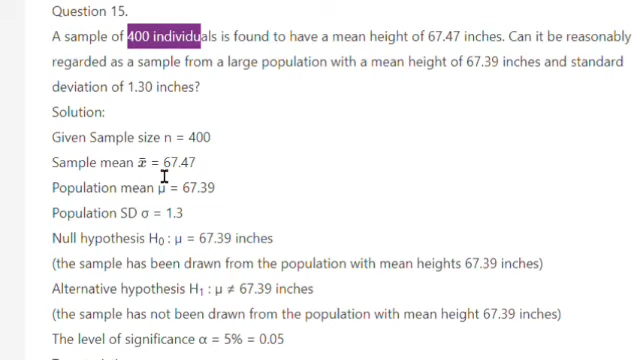 Question 15.
A sample of 400 individuals is found to have a mean height of 67.47 inches. Can it be reasonably
regarded as a sample from a large population with a mean height of 67.39 inches and standard
deviation of 1.30 inches?
Solution:
Given Sample size n = 400
Sample mean x̄ = 67.47
Population mean μ = 67.39
Population SD σ = 1.3
Null hypothesis H₀ : μ = 67.39 inches
(the sample has been drawn from the population with mean heights 67.39 inches)
Alternative hypothesis H₁ : μ ≠ 67.39 inches
(the sample has not been drawn from the population with mean height 67.39 inches)
The level of significance α = 5% = 0.05